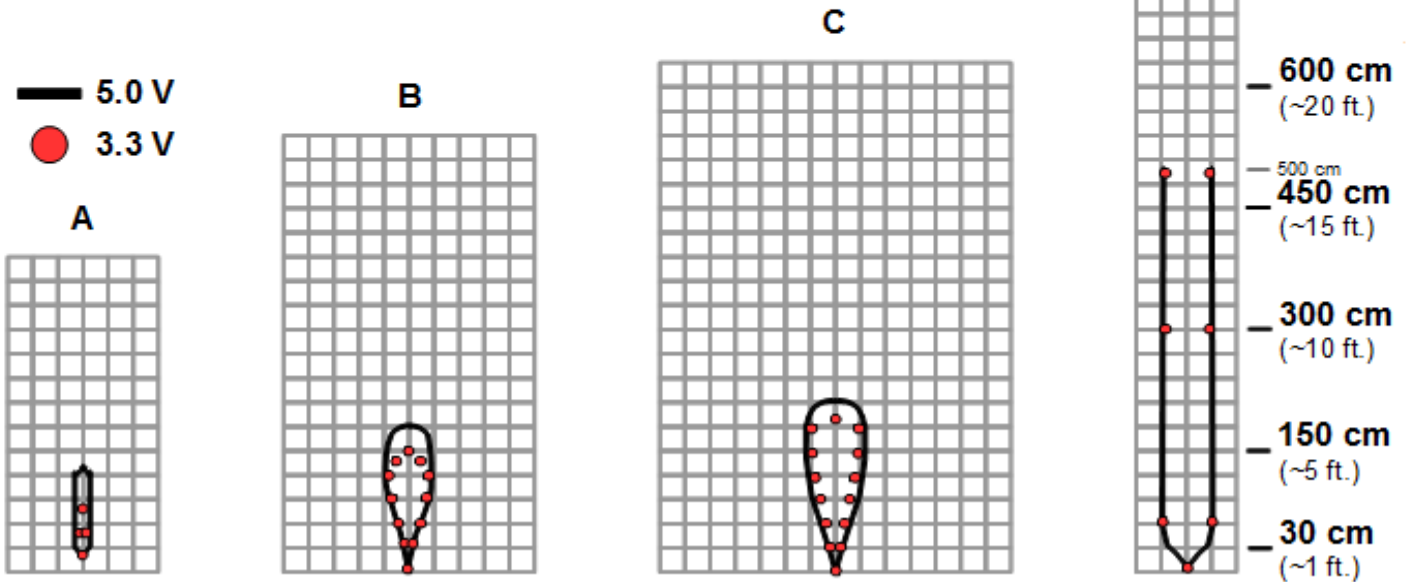 5.0 V
3.3 V
A
B
C
600 cm
(~20 ft.)
500 cm
450 cm
(~15 ft.)
300 cm
(~10 ft.)
150 cm
(~5 ft.)
30 cm
(~1 ft.)